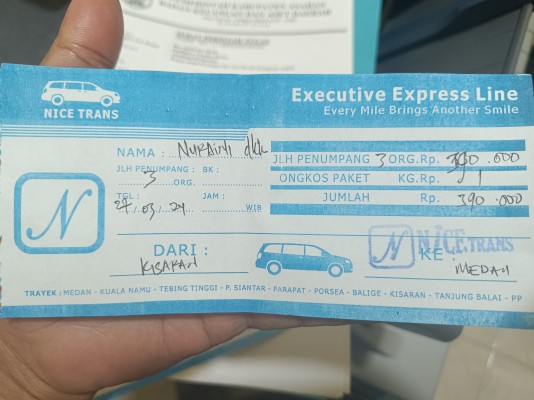 NICE TRANS
Executive Express Line
Every Mile Brings Another Smile
NAMA : Nuraini dkk
JLH PENUMPANG : BK :
3 ORG.
TGL : JAM :
27.03.24 WIB
JLH PENUMPANG 3 ORG. Rp. 390.000
ONGKOS PAKET KG. Rp.
JUMLAH Rp. 390.000
N
DARI :
KISARAN
N NICE TRANS
KE :
MEDAN
TRAYEK : MEDAN - KUALA NAMU - TEBING TINGGI - P. SIANTAR - PARAPAT - PORSEA - BALIGE - KISARAN - TANJUNG BALAI - PP